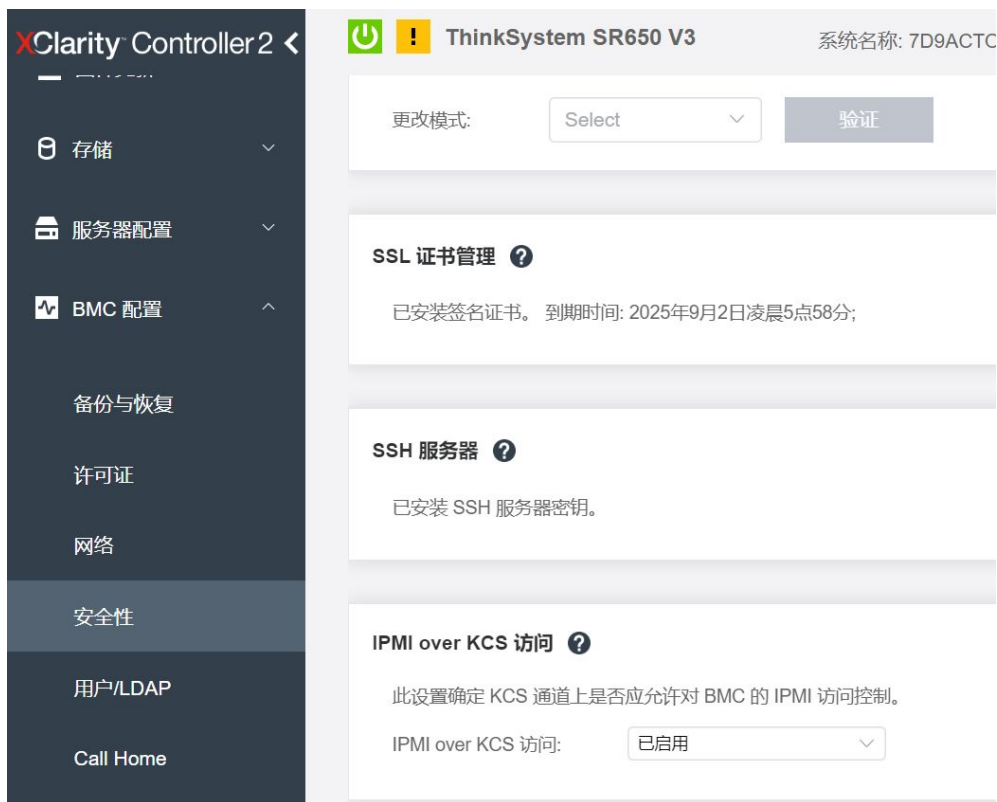 XClarity Controller 2
ThinkSystem SR650 V3
系统名称: 7D9ACTO
更改模式:
Select
验证
存储
服务器配置
BMC 配置
备份与恢复
许可证
网络
安全性
用户/LDAP
Call Home
SSL 证书管理
已安装签名证书。 到期时间: 2025年9月2日凌晨5点58分;
SSH 服务器
已安装 SSH 服务器密钥。
IPMI over KCS 访问
此设置确定 KCS 通道上是否应允许对 BMC 的 IPMI 访问控制。
IPMI over KCS 访问:
已启用